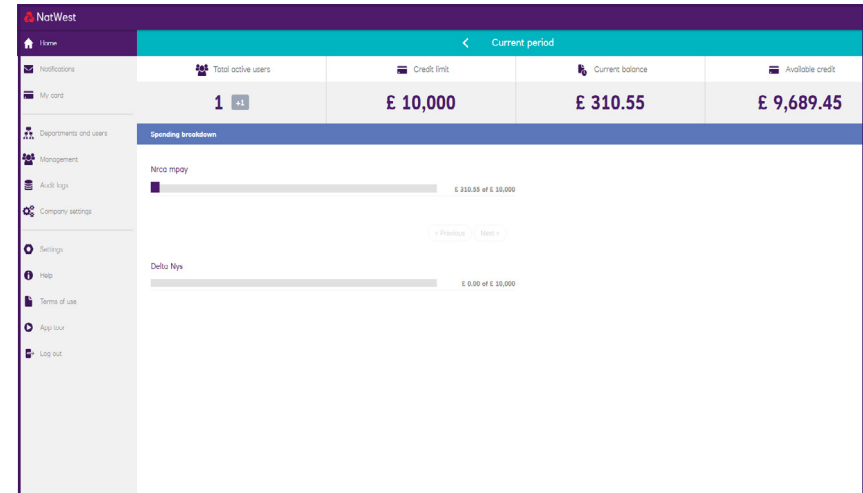 NatWest
Home
Current period
Notifications
Total active users
Credit limit
Current balance
Available credit
My card
1 +1
£ 10,000
£ 310.55
£ 9,689.45
Departments and users
Spending breakdown
Management
Nrca mpay
Audit logs
£ 310.55 of £ 10,000
Company settings
< Previous
Next >
Settings
Delta Nys
Help
£ 0.00 of £ 10,000
Terms of use
App tour
Log out